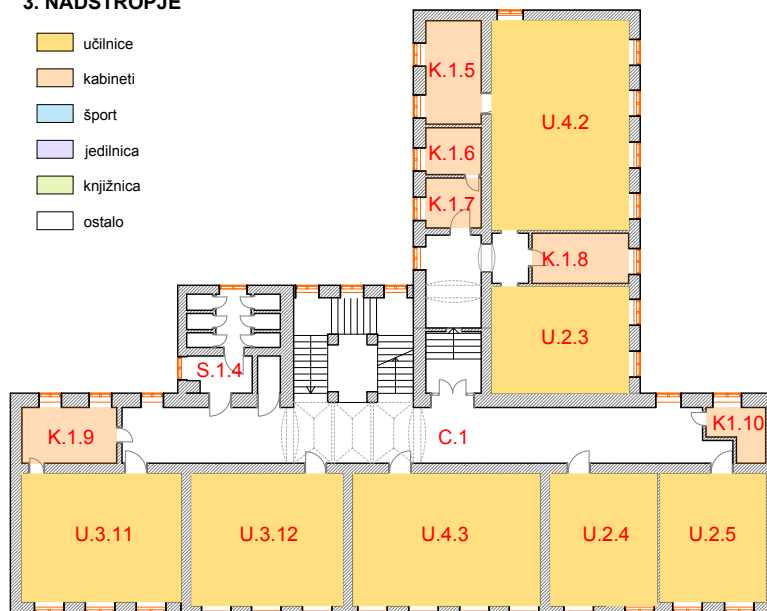 3. NADSTROPJE
učilnice
kabineti
šport
jedilnica
knjižnica
ostalo
K.1.5
U.4.2
K.1.6
K.1.7
K.1.8
U.2.3
S.1.4
K.1.9
C.1
K1.10
U.3.11
U.3.12
U.4.3
U.2.4
U.2.5